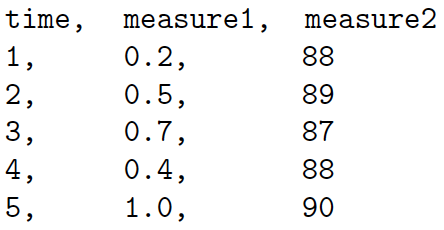 time, measure1, measure2
1, 0.2, 88
2, 0.5, 89
3, 0.7, 87
4, 0.4, 88
5, 1.0, 90